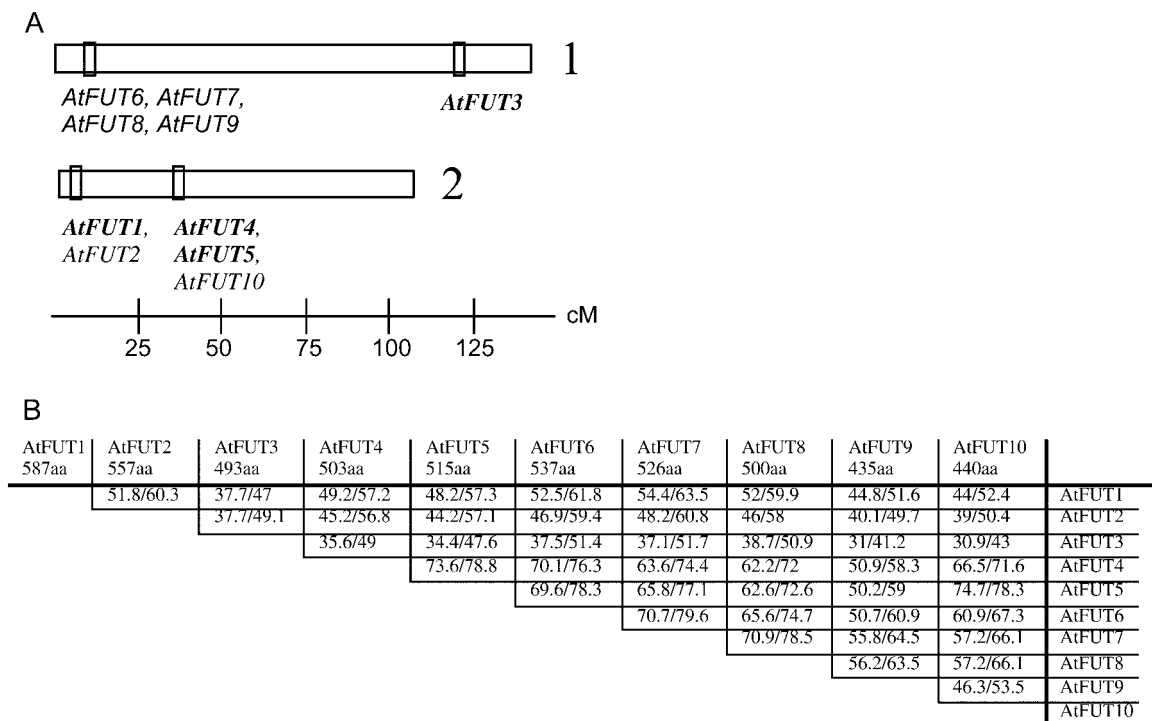 A
1
AtFUT6, AtFUT7,
AtFUT8, AtFUT9
AtFUT3
2
AtFUT1,
AtFUT2
AtFUT4,
AtFUT5,
AtFUT10
cM
25 50 75 100 125
B
AtFUT1 AtFUT2 AtFUT3 AtFUT4 AtFUT5 AtFUT6 AtFUT7 AtFUT8 AtFUT9 AtFUT10
587aa 557aa 493aa 503aa 515aa 537aa 526aa 500aa 435aa 440aa
51.8/60.3 37.7/47 49.2/57.2 48.2/57.3 52.5/61.8 54.4/63.5 52/59.9 44.8/51.6 44/52.4 AtFUT1
37.7/49.1 45.2/56.8 44.2/57.1 46.9/59.4 48.2/60.8 46/58 40.1/49.7 39/50.4 AtFUT2
35.6/49 34.4/47.6 37.5/51.4 37.1/51.7 38.7/50.9 31/41.2 30.9/43 AtFUT3
73.6/78.8 70.1/76.3 63.6/74.4 62.2/72 50.9/58.3 66.5/71.6 AtFUT4
69.6/78.3 65.8/77.1 62.6/72.6 50.2/59 74.7/78.3 AtFUT5
70.7/79.6 65.6/74.7 50.7/60.9 60.9/67.3 AtFUT6
70.9/78.5 55.8/64.5 57.2/66.1 AtFUT7
56.2/63.5 57.2/66.1 AtFUT8
46.3/53.5 AtFUT9
AtFUT10